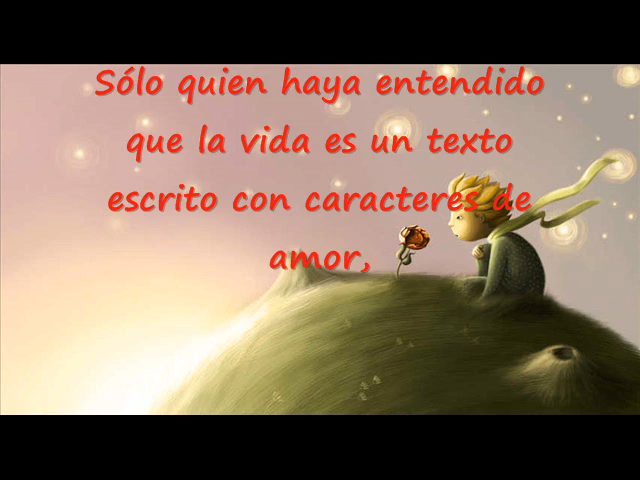 Sólo quien haya entendido
que la vida es un texto
escrito con caracteres de
amor,